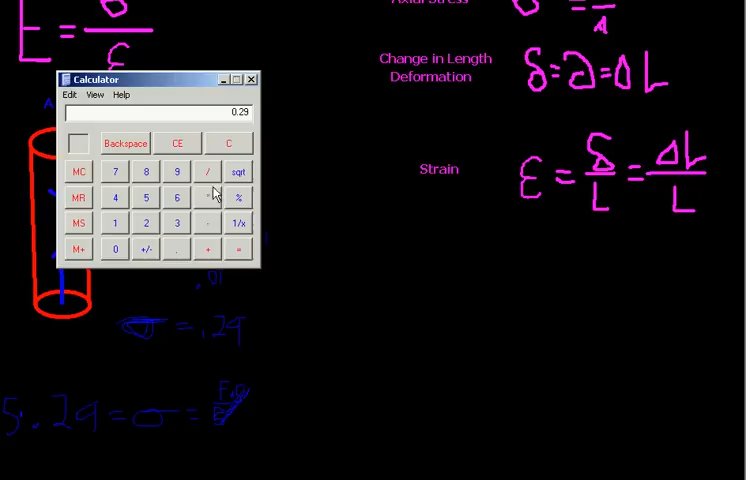 E = σ/ε
Axial Stress
σ = /A
Change in Length
Deformation
δ = ∂ = ΔL
Strain
ε = δ/L = ΔL/L
Calculator
Edit View Help
0.29
Backspace CE C
MC 7 8 9 / sqrt
MR 4 5 6 * %
MS 1 2 3 - 1/x
M+ 0 +/- . + =
A
.01
σ = .29
5 . 29 = σ =